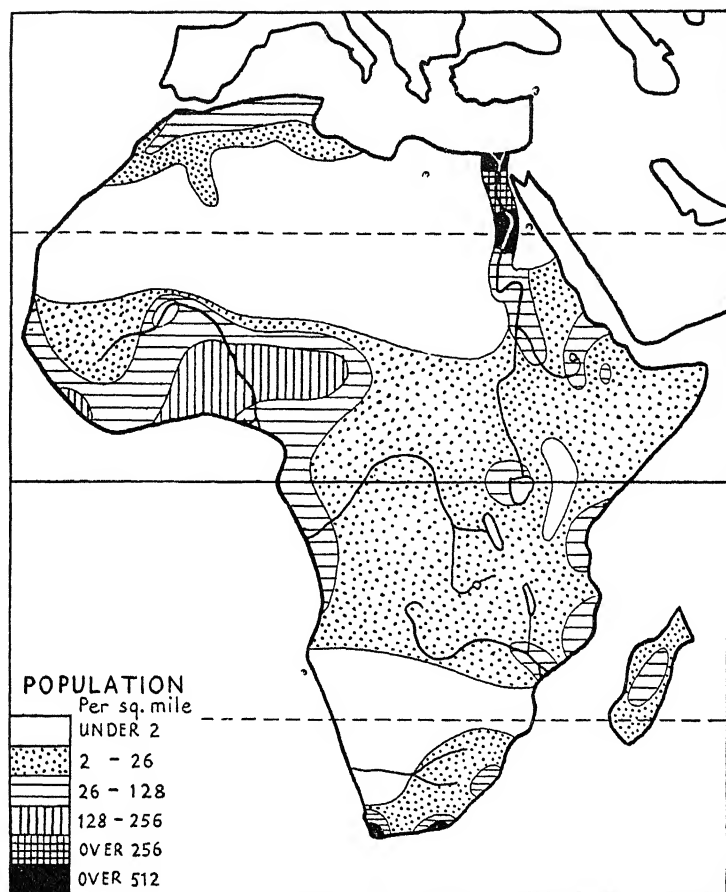 POPULATION
Per sq. mile
UNDER 2
2 - 26
26 - 128
128 - 256
OVER 256
OVER 512